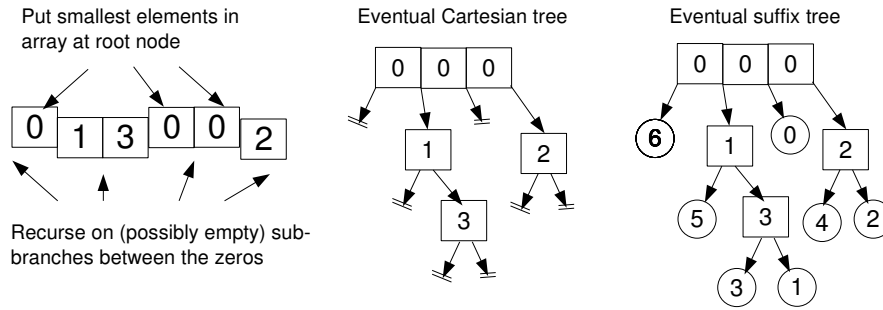 Put smallest elements in
array at root node
0 1 3 0 0 2
Recurse on (possibly empty) sub-
branches between the zeros
Eventual Cartesian tree
0 0 0
1 2
3
Eventual suffix tree
0 0 0
6 1 0 2
5 3 4 2
3 1